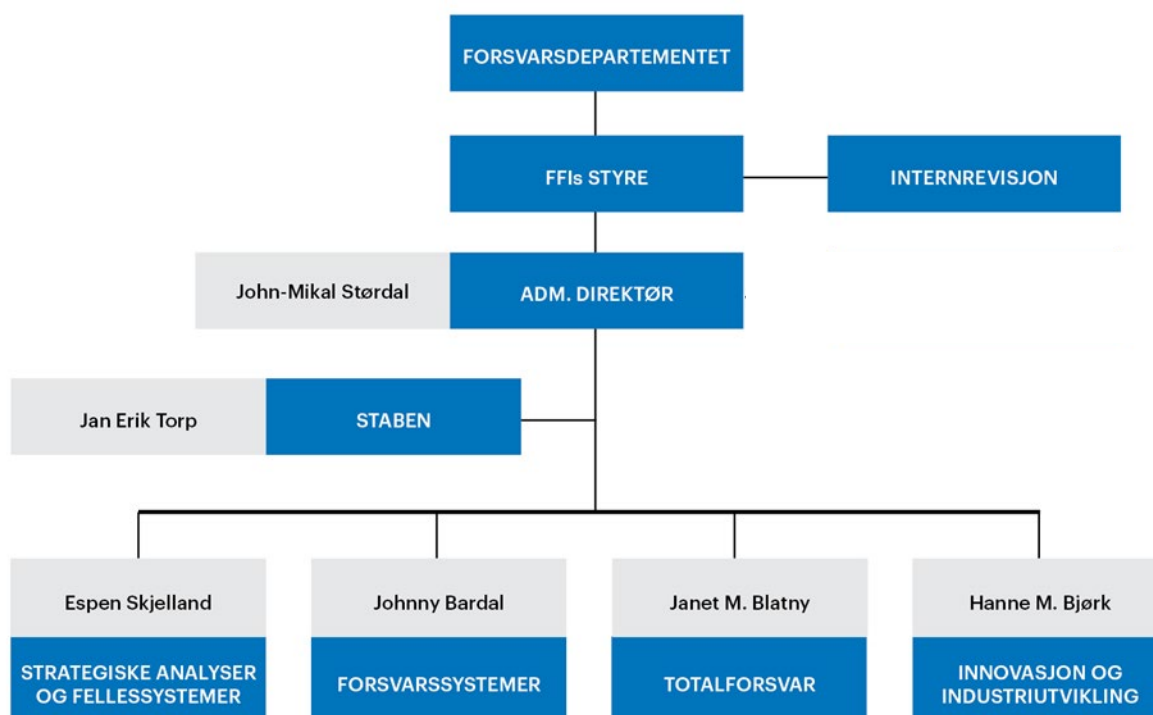 FORSVARSDEPARTEMENTET
FFIs STYRE
INTERNREVISJON
John-Mikal Størdal
ADM. DIREKTØR
Jan Erik Torp
STABEN
Espen Skjelland
STRATEGISKE ANALYSER
OG FELLESSYSTEMER
Johnny Bardal
FORSVARSSYSTEMER
Janet M. Blatny
TOTALFORSVAR
Hanne M. Bjørk
INNOVASJON OG
INDUSTRIUTVIKLING